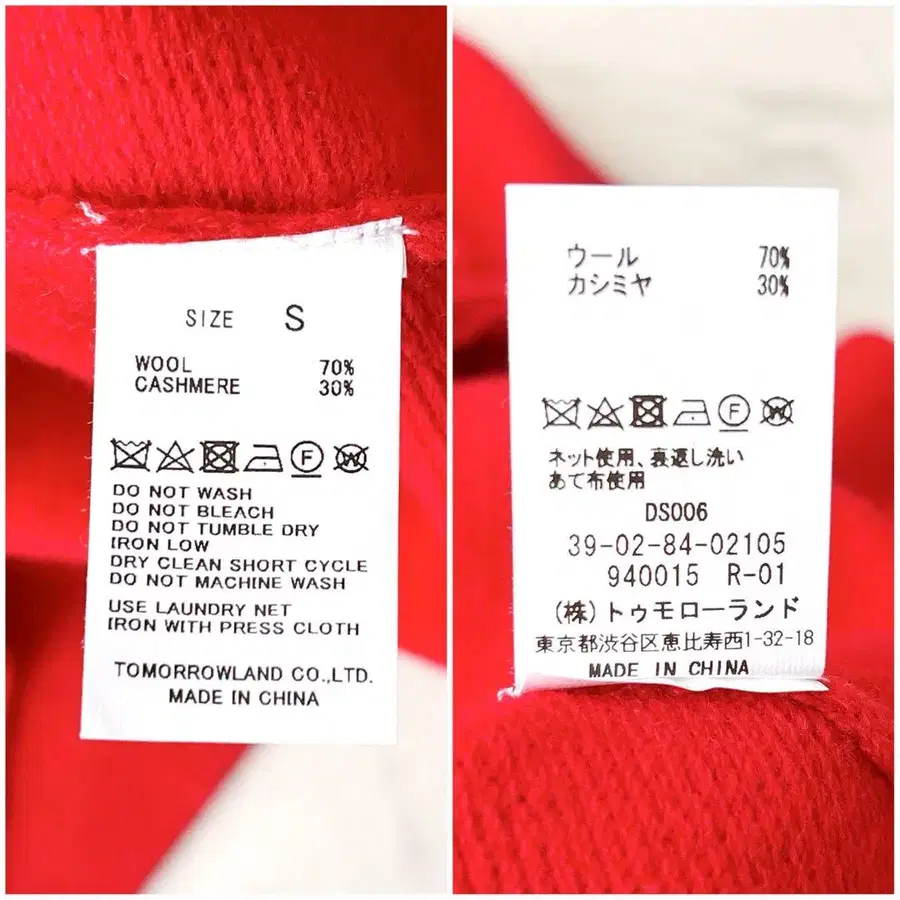 SIZE S
WOOL 70%
CASHMERE 30%
F W
DO NOT WASH
DO NOT BLEACH
DO NOT TUMBLE DRY
IRON LOW
DRY CLEAN SHORT CYCLE
DO NOT MACHINE WASH
USE LAUNDRY NET
IRON WITH PRESS CLOTH
TOMORROWLAND CO.,LTD.
MADE IN CHINA
ウール 70%
カシミヤ 30%
F W
ネット使用、裏返し洗い
あて布使用
DS006
39-02-84-02105
940015 R-01
(株)トゥモローランド
東京都渋谷区恵比寿西1-32-18
MADE IN CHINA